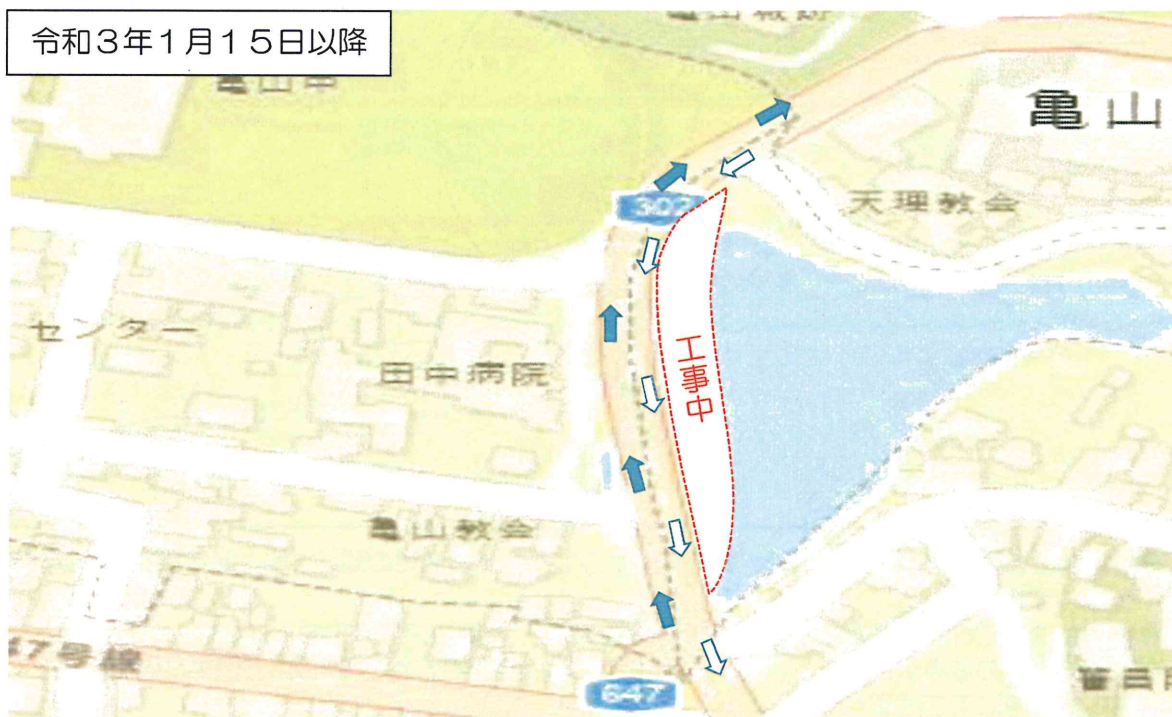 令和3年1月15日以降
亀山中
亀山
302
天理教会
センター
田中病院
工事中
亀山教会
7号線
647